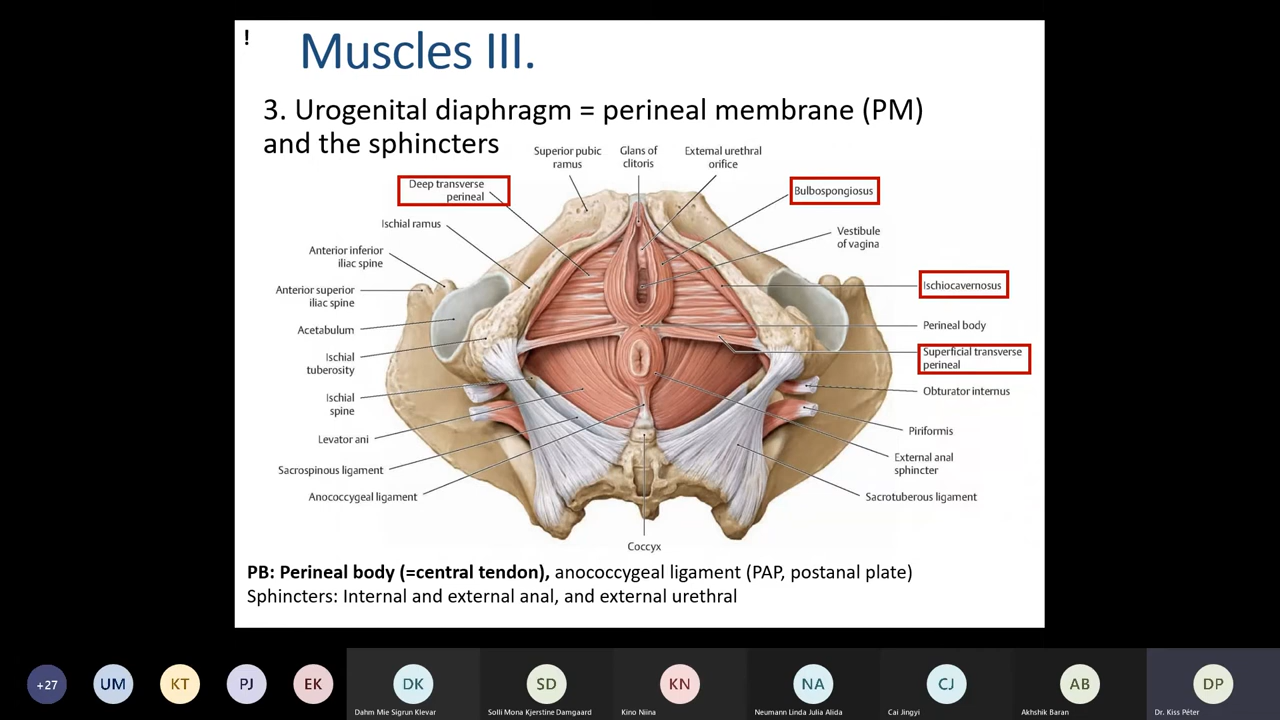 !
Muscles III.
3. Urogenital diaphragm = perineal membrane (PM)
and the sphincters
Superior pubic
ramus
Glans of
clitoris
External urethral
orifice
Deep transverse
perineal
Bulbospongiosus
Ischial ramus
Vestibule
of vagina
Anterior inferior
iliac spine
Anterior superior
iliac spine
Ischiocavernosus
Acetabulum
Perineal body
Ischial
tuberosity
Superficial transverse
perineal
Ischial
spine
Obturator internus
Levator ani
Piriformis
Sacrospinous ligament
External anal
sphincter
Anococcygeal ligament
Sacrotuberous ligament
Coccyx
PB: Perineal body (=central tendon), anococcygeal ligament (PAP, postanal plate)
Sphincters: Internal and external anal, and external urethral
+27
UM
KT
PJ
EK
DK
SD
KN
NA
CJ
AB
DP
Dahm Mie Sigrun Klevar
Solli Mona Kjerstine Damgaard
Kino Niina
Neumann Linda Julia Alida
Cai Jingyi
Akhshik Baran
Dr. Kiss Péter